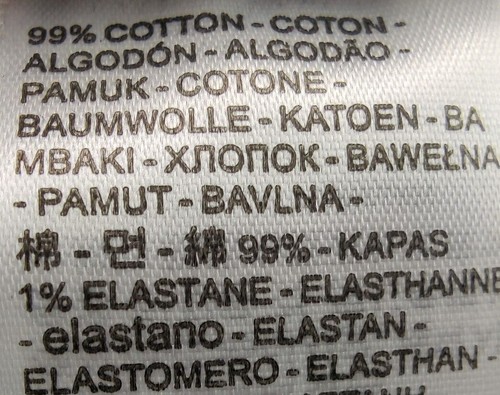 99% COTTON - COTON -
ALGODÓN - ALGODÃO -
PAMUK - COTONE -
BAUMWOLLE - KATOEN - BA
MBAKI - ХЛОПОК - BAWEŁNA
- PAMUT - BAVLNA -
棉 - 면 - 綿 99% - KAPAS
1% ELASTANE - ELASTHANNE
- elastano - ELASTAN -
ELASTOMERO - ELASTHAN -